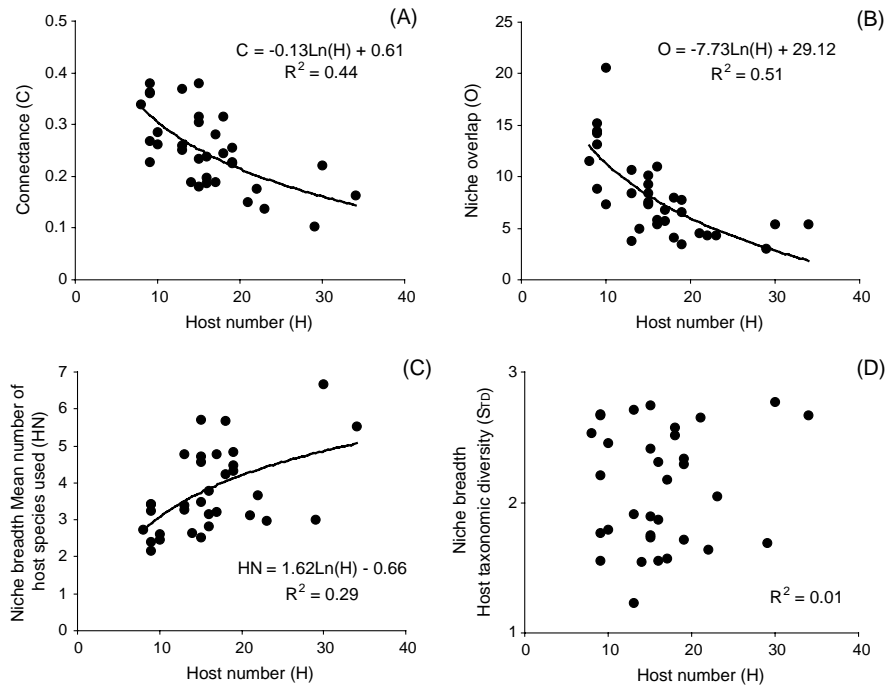 (A)
C = -0.13Ln(H) + 0.61
R² = 0.44
Connectance (C)
0.5
0.4
0.3
0.2
0.1
0
0 10 20 30 40
Host number (H)
(B)
O = -7.73Ln(H) + 29.12
R² = 0.51
Niche overlap (O)
25
20
15
10
5
0
0 10 20 30 40
Host number (H)
(C)
Niche breadth Mean number of
host species used (HN)
7
6
5
4
3
2
1
0
HN = 1.62Ln(H) - 0.66
R² = 0.29
0 10 20 30 40
Host number (H)
(D)
Niche breadth
Host taxonomic diversity (STD)
3
2
1
R² = 0.01
0 10 20 30 40
Host number (H)